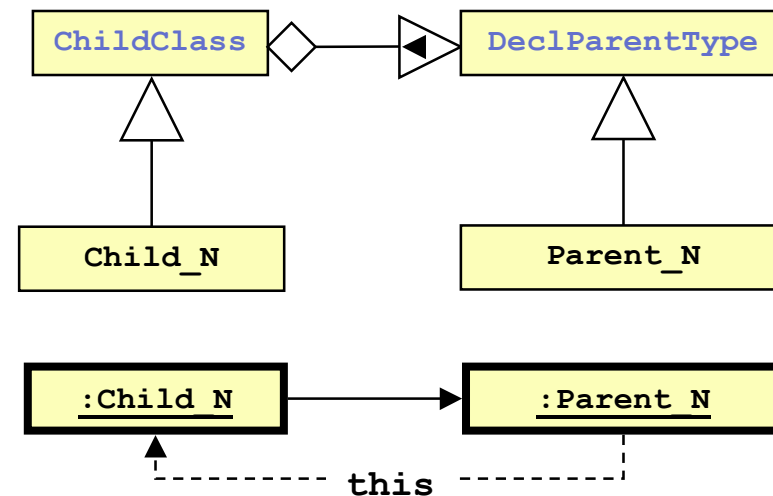 ChildClass
DeclParentType
Child_N
Parent_N
:Child_N
:Parent_N
this